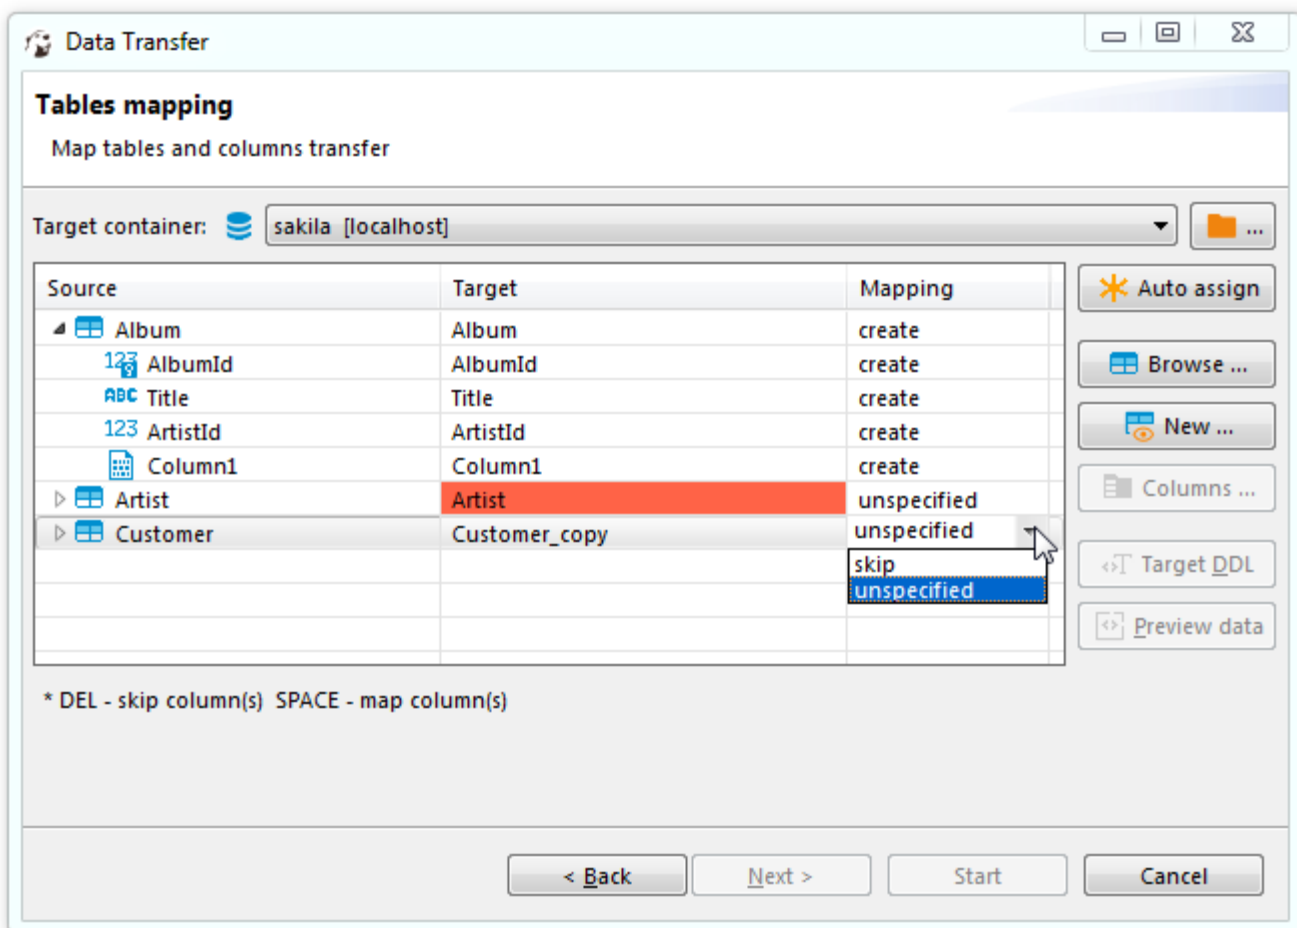 Data Transfer
Tables mapping
Map tables and columns transfer
Target container: sakila [localhost] ...
Source Target Mapping Auto assign
Album Album create
123 AlbumId AlbumId create Browse ...
ABC Title Title create
123 ArtistId ArtistId create New ...
Column1 Column1 create
Artist Artist unspecified Columns ...
Customer Customer_copy unspecified
skip Target DDL
unspecified
Preview data
* DEL - skip column(s) SPACE - map column(s)
< Back Next > Start Cancel